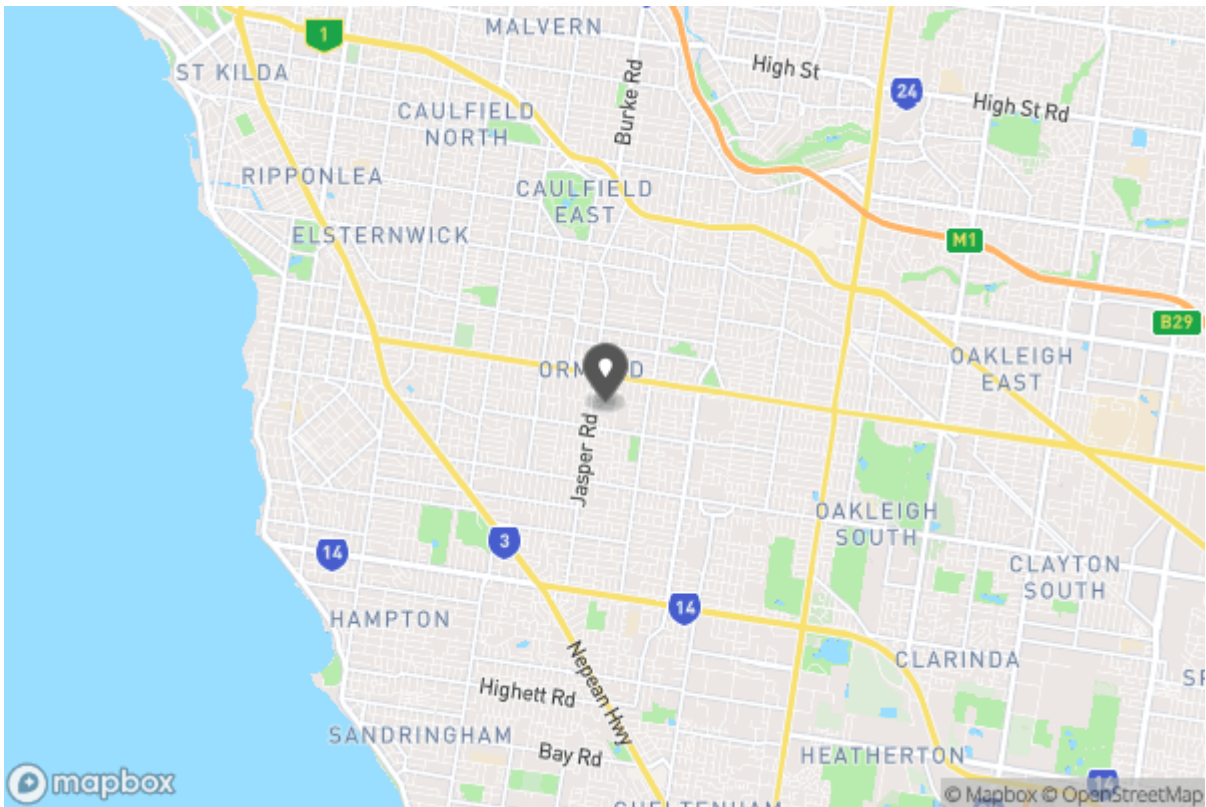 1
MALVERN
High St
ST KILDA
Burke Rd
24
High St Rd
CAULFIELD
NORTH
RIPPONLEA
CAULFIELD
EAST
ELSTERNWICK
M1
B29
OAKLEIGH
EAST
Jasper Rd
OAKLEIGH
SOUTH
3
14
CLAYTON
SOUTH
HAMPTON
14
CLARINDA
Nepean Hwy
Highett Rd
SANDRINGHAM
Bay Rd
HEATHERTON
14
mapbox
© Mapbox © OpenStreetMap